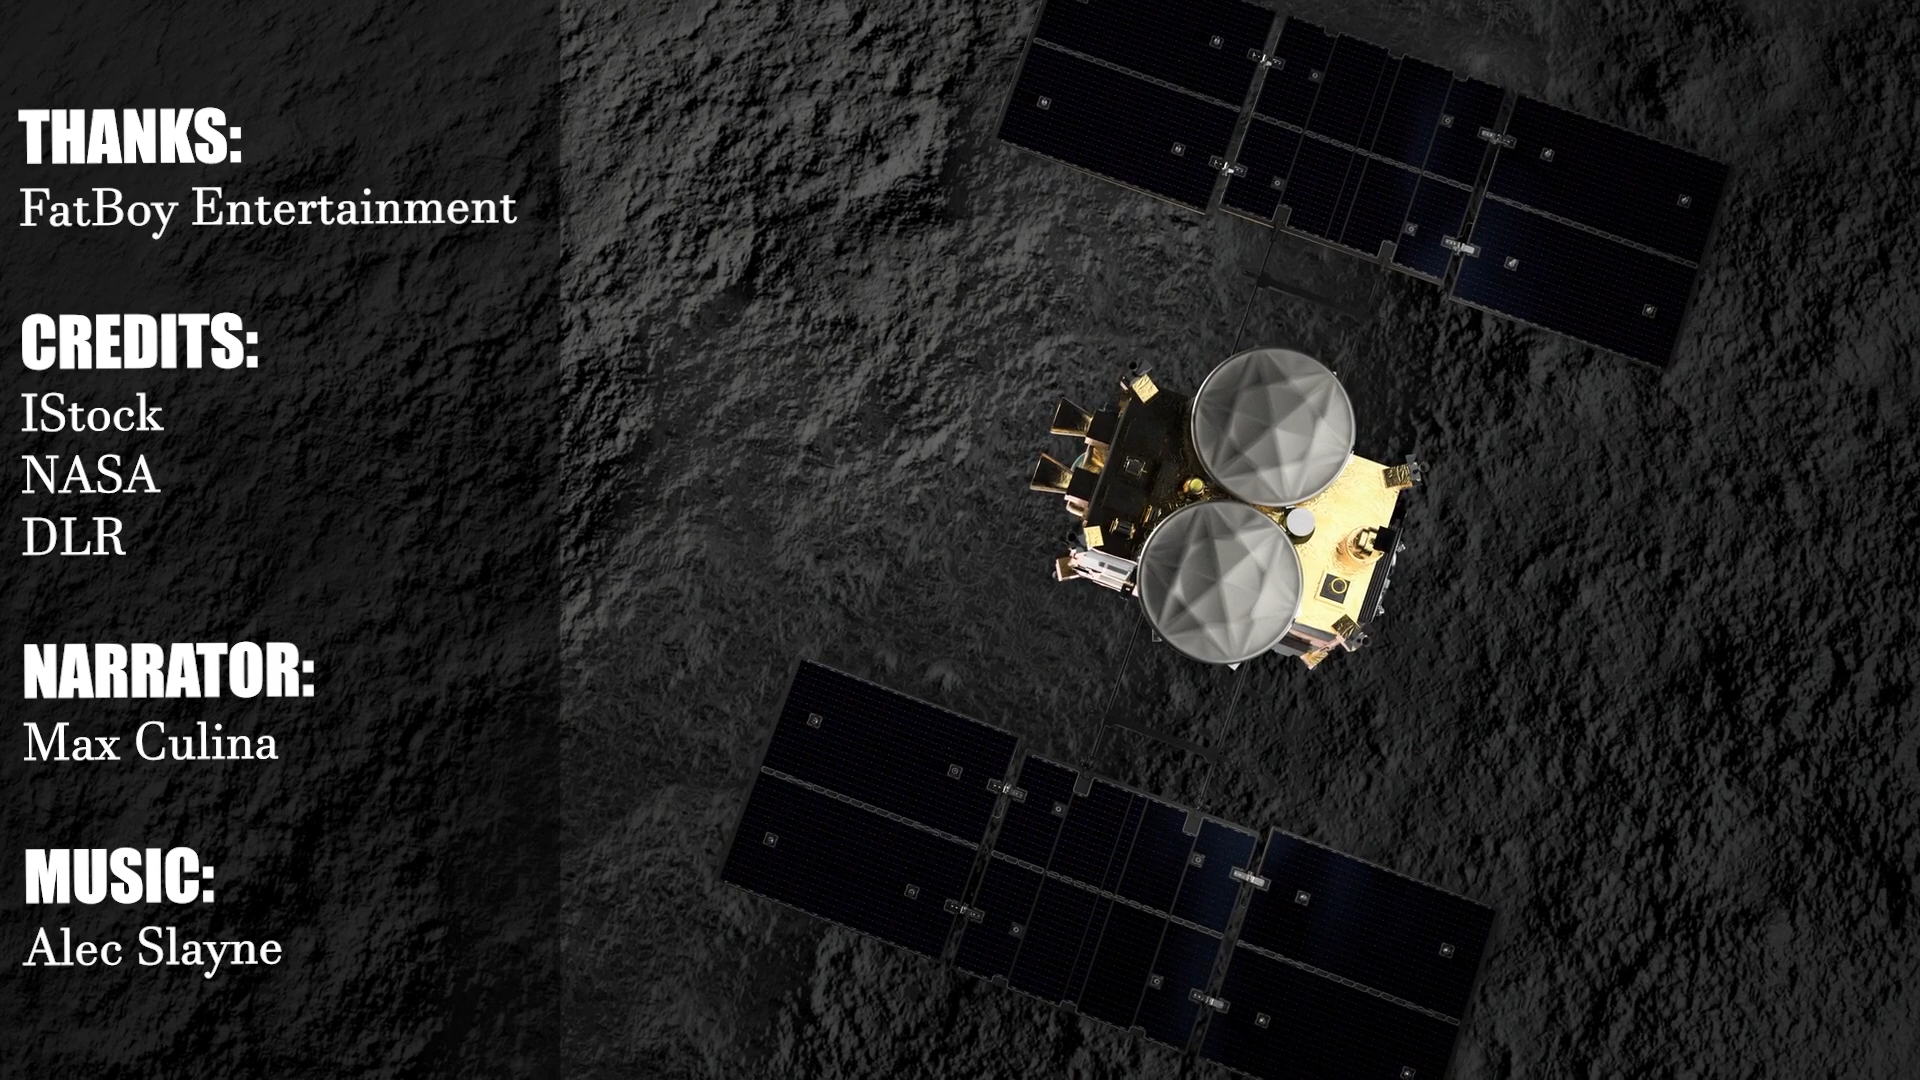 THANKS:
FatBoy Entertainment
CREDITS:
IStock
NASA
DLR
NARRATOR:
Max Culina
MUSIC:
Alec Slayne